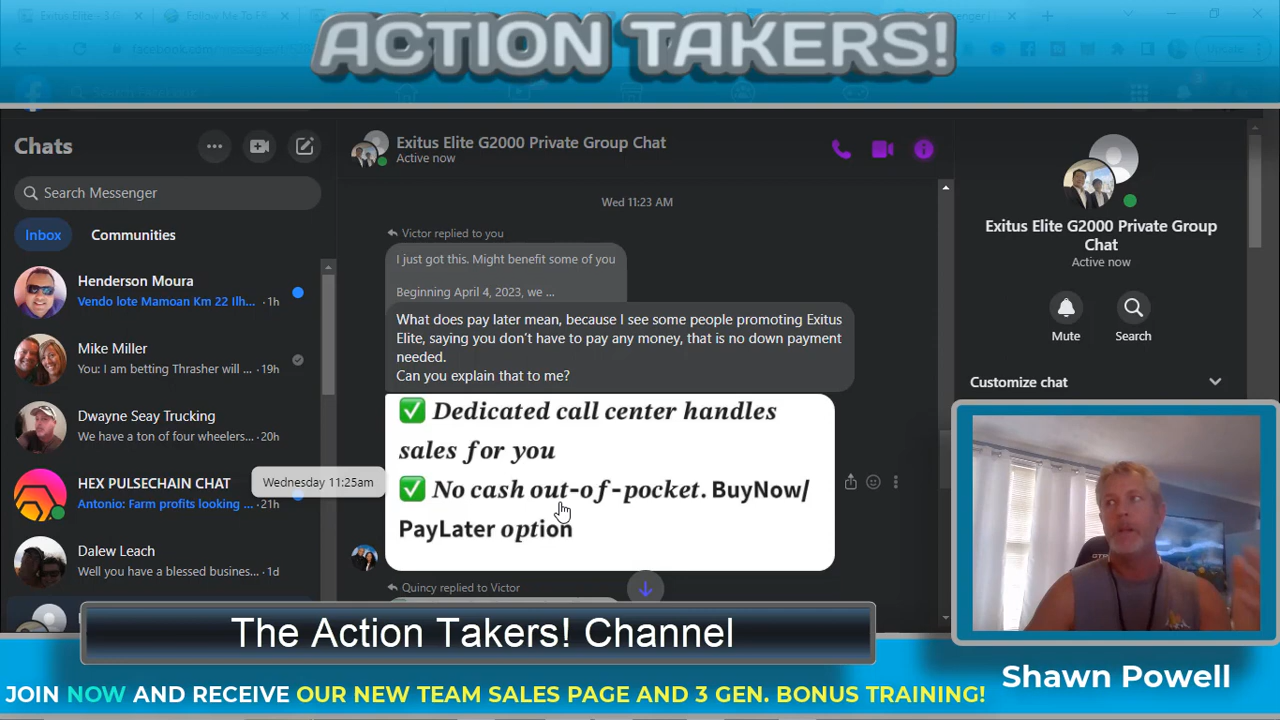 ACTION TAKERS!
Chats
Search Messenger
Inbox
Communities
Henderson Moura
Vendo lote Mamoan Km 22 Ilh... · 1h
Mike Miller
You: I am betting Thrasher will ... · 19h
Dwayne Seay Trucking
We have a ton of four wheelers... · 20h
HEX PULSECHAIN CHAT
Antonio: Farm profits looking ... · 21h
Dalew Leach
Well you have a blessed busines... · 1d
Exitus Elite G2000 Private Group Chat
Active now
Wed 11:23 AM
Victor replied to you
I just got this. Might benefit some of you
Beginning April 4, 2023, we ...
What does pay later mean, because I see some people promoting Exitus
Elite, saying you don't have to pay any money, that is no down payment
needed.
Can you explain that to me?
Wednesday 11:25am
✅ Dedicated call center handles
sales for you
✅ No cash out-of-pocket. BuyNow/
PayLater option
Quincy replied to Victor
Exitus Elite G2000 Private Group
Chat
Active now
Mute
Search
Customize chat
The Action Takers! Channel
Shawn Powell
JOIN NOW AND RECEIVE OUR NEW TEAM SALES PAGE AND 3 GEN. BONUS TRAINING!